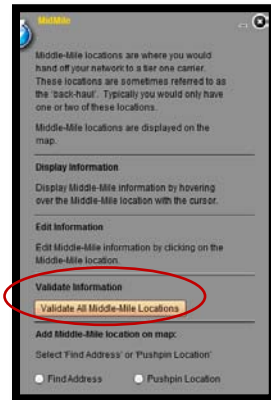 MidMile
Middle-Mile locations are where you would
hand off your network to a tier one carrier.
These locations are sometimes referred to as
the 'back-haul'. Typically you would only have
one or two of these locations.
Middle-Mile locations are displayed on the
map.
Display Information
Display Middle-Mile information by hovering
over the Middle-Mile location with the cursor.
Edit Information
Edit Middle-Mile information by clicking on the
Middle-Mile location.
Validate Information
Validate All Middle-Mile Locations
Add Middle-Mile location on map:
Select 'Find Address' or 'Pushpin Location'
Find Address Pushpin Location